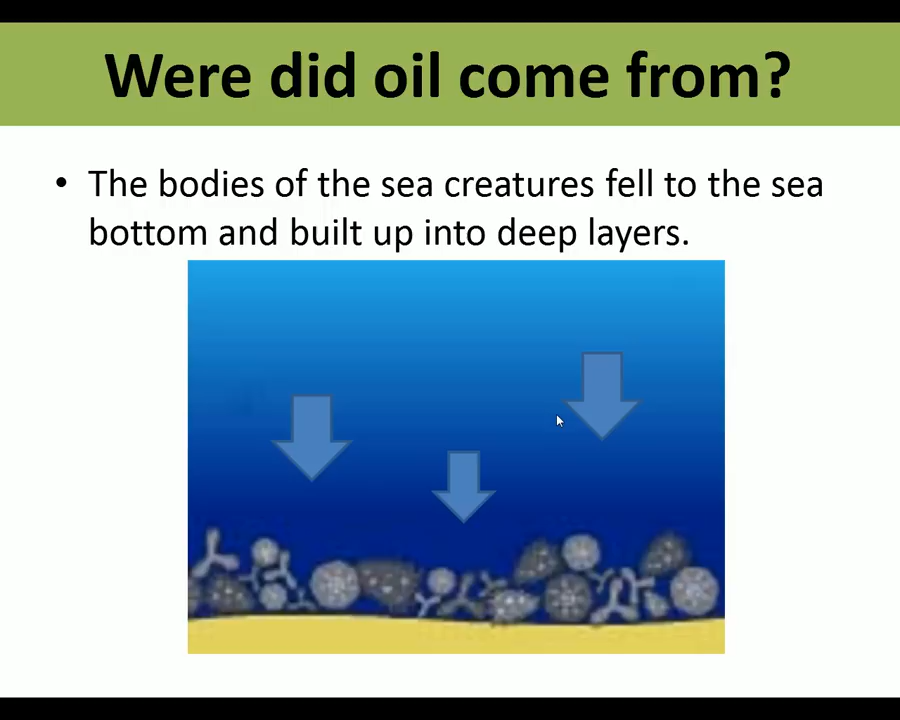 Were did oil come from?
• The bodies of the sea creatures fell to the sea
bottom and built up into deep layers.